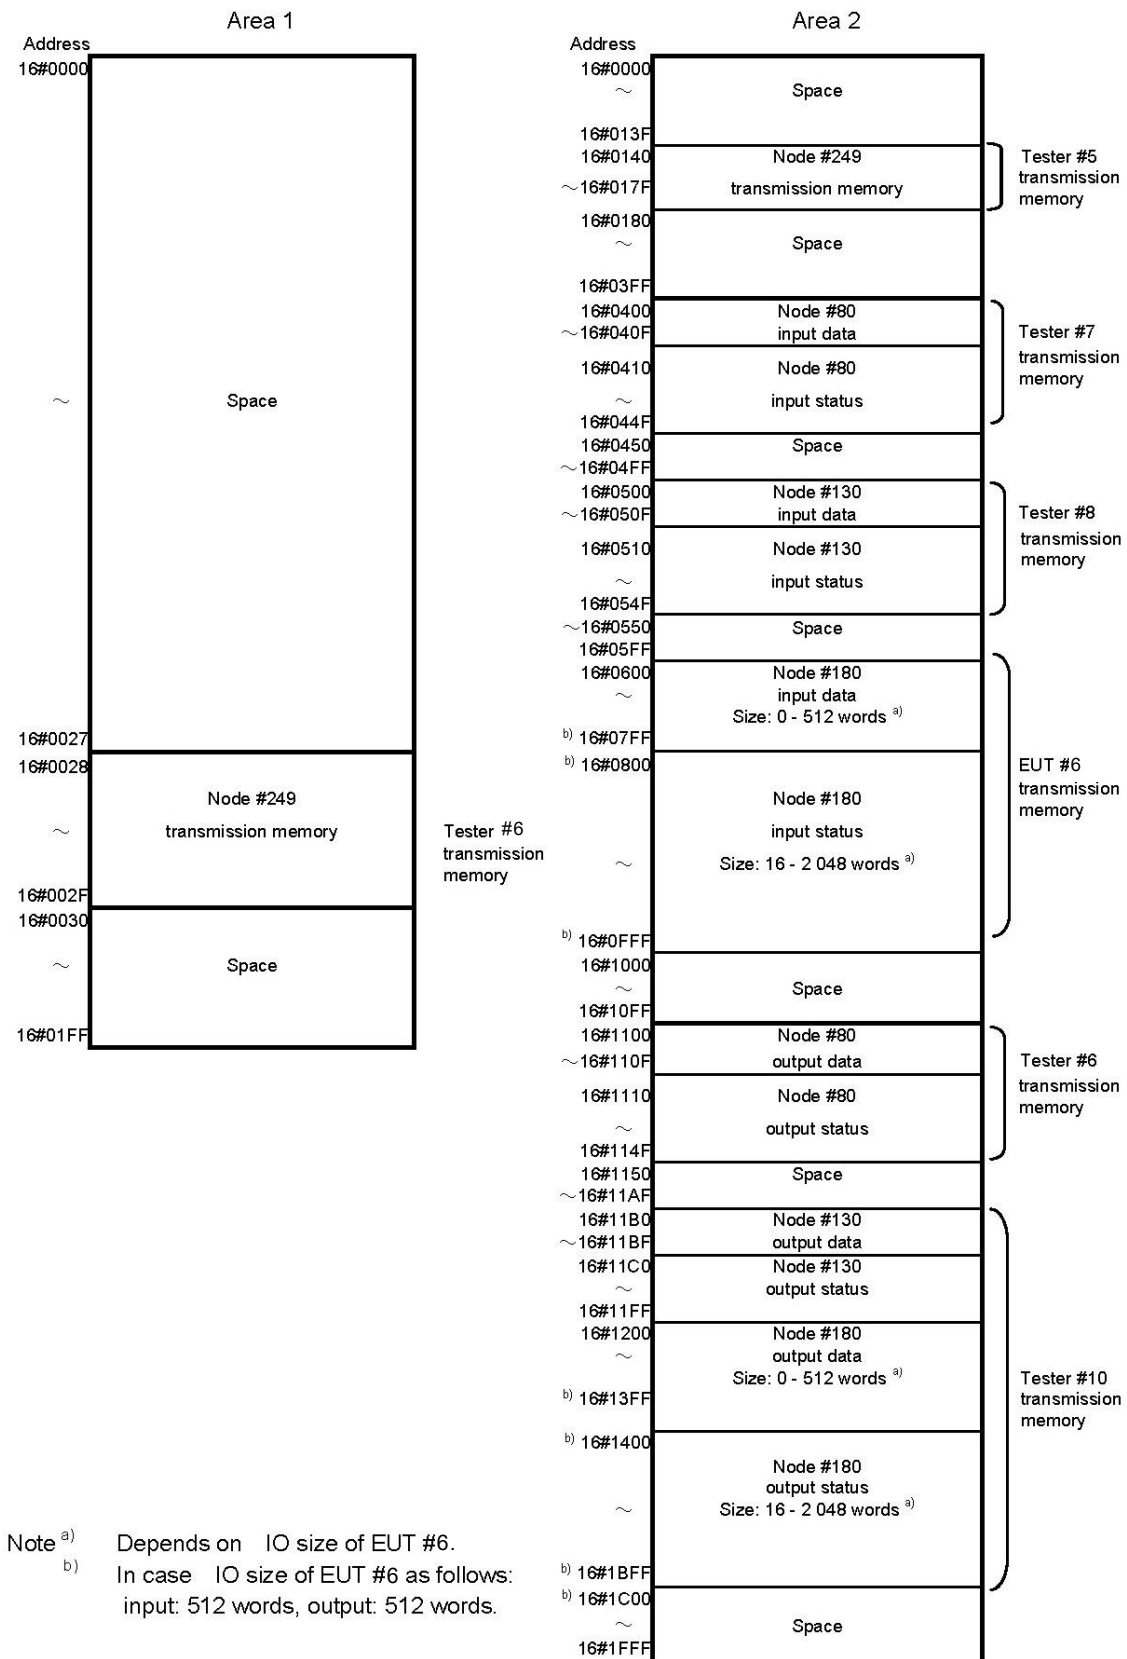 Area 1
Address
16#0000
~
Space
16#0027
16#0028
Node #249
~
transmission memory
16#002F
Tester #6
transmission
memory
16#0030
~
Space
16#01FF
Area 2
Address
16#0000
~
Space
16#013F
16#0140
Node #249
~16#017F
transmission memory
Tester #5
transmission
memory
16#0180
~
Space
16#03FF
16#0400
Node #80
~16#040F
input data
16#0410
Node #80
~
input status
16#044F
Tester #7
transmission
memory
16#0450
Space
~16#04FF
16#0500
Node #130
~16#050F
input data
16#0510
Node #130
~
input status
16#054F
Tester #8
transmission
memory
~16#0550
Space
16#05FF
16#0600
Node #180
~
input data
Size: 0 - 512 words a)
b) 16#07FF
b) 16#0800
Node #180
input status
~
Size: 16 - 2 048 words a)
b) 16#0FFF
EUT #6
transmission
memory
16#1000
~
Space
16#10FF
16#1100
Node #80
~16#110F
output data
16#1110
Node #80
~
output status
16#114F
Tester #6
transmission
memory
16#1150
Space
~16#11AF
16#11B0
Node #130
~16#11BF
output data
16#11C0
Node #130
~
output status
16#11FF
16#1200
Node #180
~
output data
Size: 0 - 512 words a)
b) 16#13FF
b) 16#1400
Node #180
output status
~
Size: 16 - 2 048 words a)
b) 16#1BFF
Tester #10
transmission
memory
b) 16#1C00
~
Space
16#1FFF
Note a) Depends on IO size of EUT #6.
b) In case IO size of EUT #6 as follows:
input: 512 words, output: 512 words.